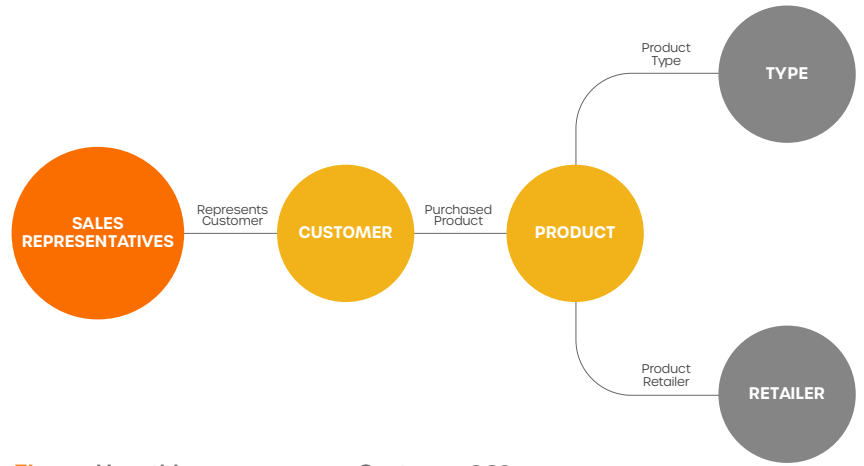 Product
Type
TYPE
SALES
REPRESENTATIVES
Represents
Customer
CUSTOMER
Purchased
Product
PRODUCT
Product
Retailer
RETAILER